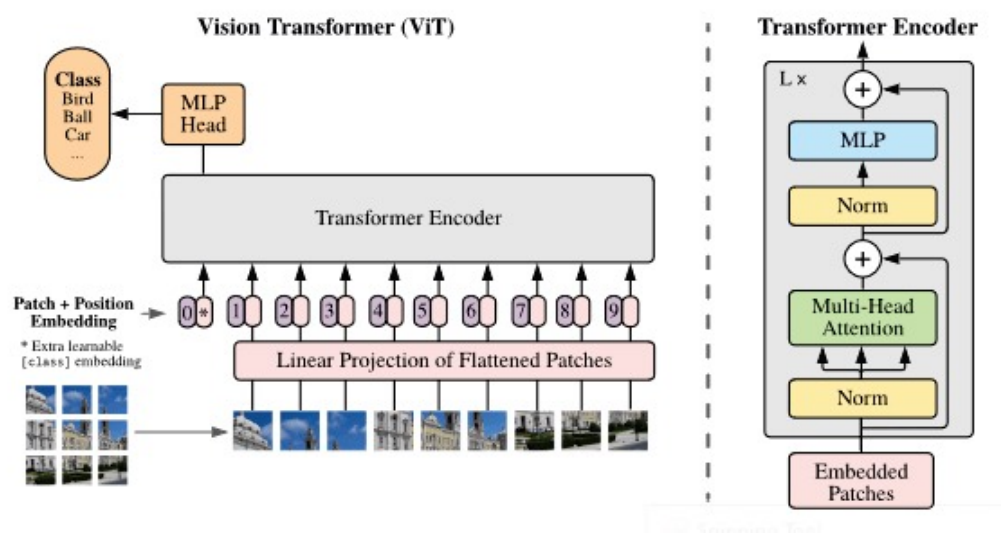 Vision Transformer (ViT)
Class
Bird
Ball
Car
...
MLP
Head
Transformer Encoder
Patch + Position
Embedding
* Extra learnable
[class] embedding
0 * 1 2 3 4 5 6 7 8 9
Linear Projection of Flattened Patches
Transformer Encoder
L ×
+
MLP
Norm
+
Multi-Head
Attention
Norm
Embedded
Patches